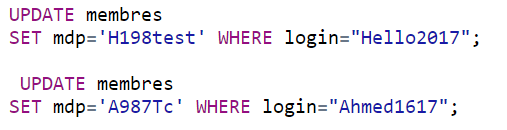 UPDATE membres
SET mdp='H198test' WHERE login="Hello2017";
UPDATE membres
SET mdp='A987Tc' WHERE login="Ahmed1617";